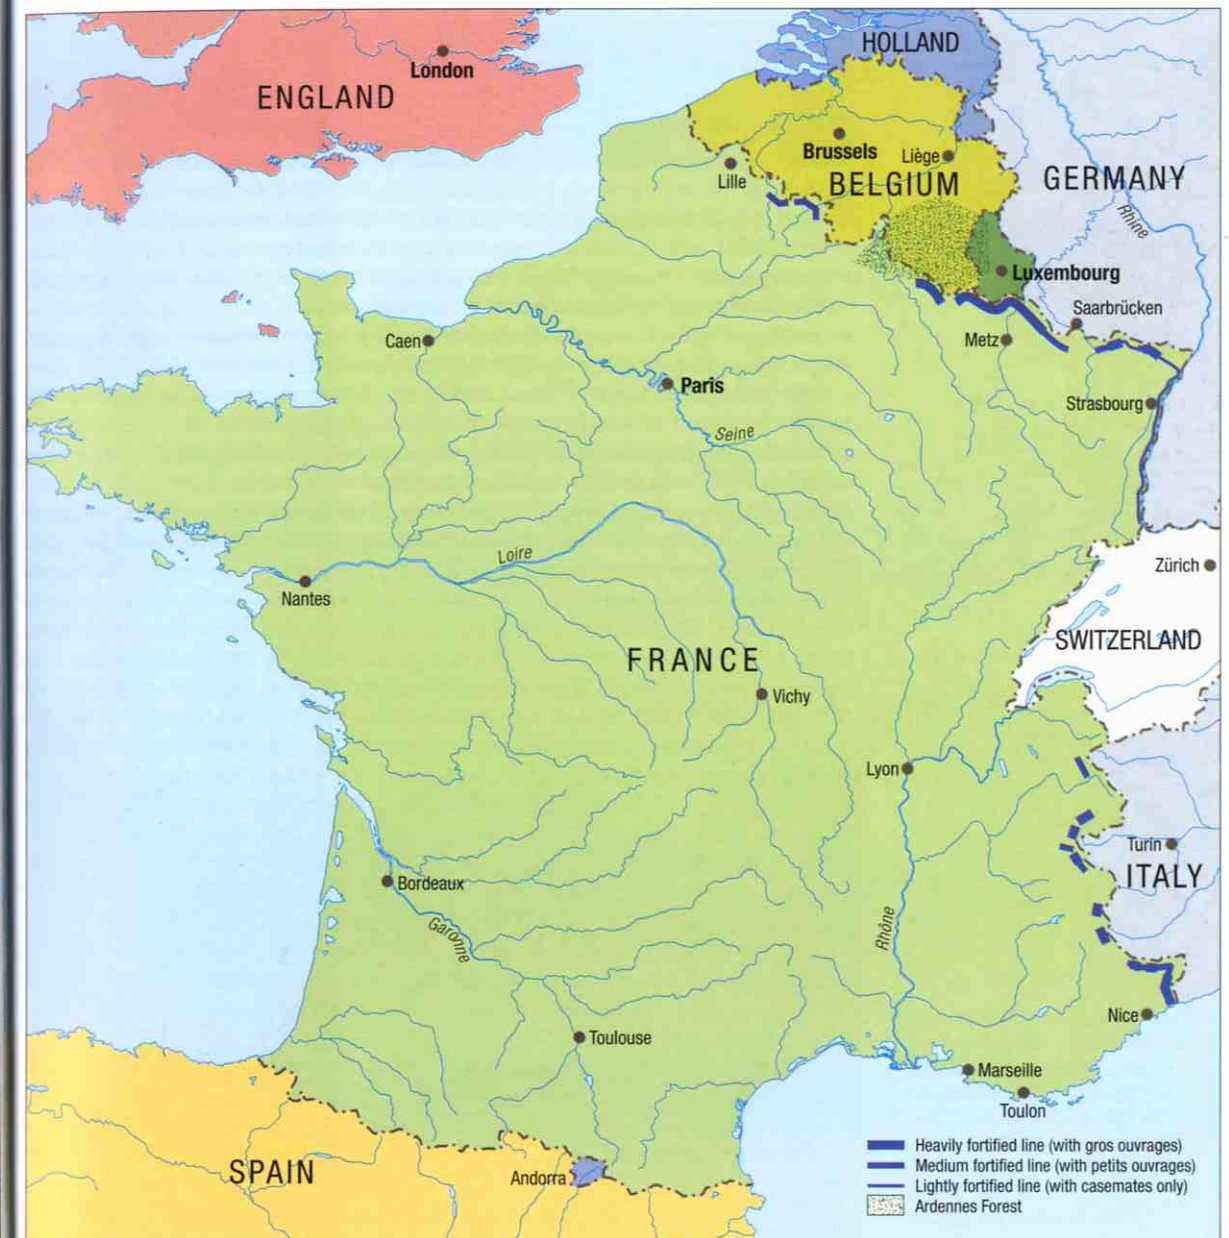 HOLLAND
London
ENGLAND
Brussels
Liège
Lille
BELGIUM
GERMANY
Rhine
Luxembourg
Saarbrücken
Caen
Metz
Paris
Strasbourg
Seine
Loire
Zürich
Nantes
SWITZERLAND
FRANCE
Vichy
Lyon
Turin
ITALY
Bordeaux
Garonne
Rhône
Nice
Toulouse
Marseille
Toulon
SPAIN
Andorra
Heavily fortified line (with gros ouvrages)
Medium fortified line (with petits ouvrages)
Lightly fortified line (with casemates only)
Ardennes Forest